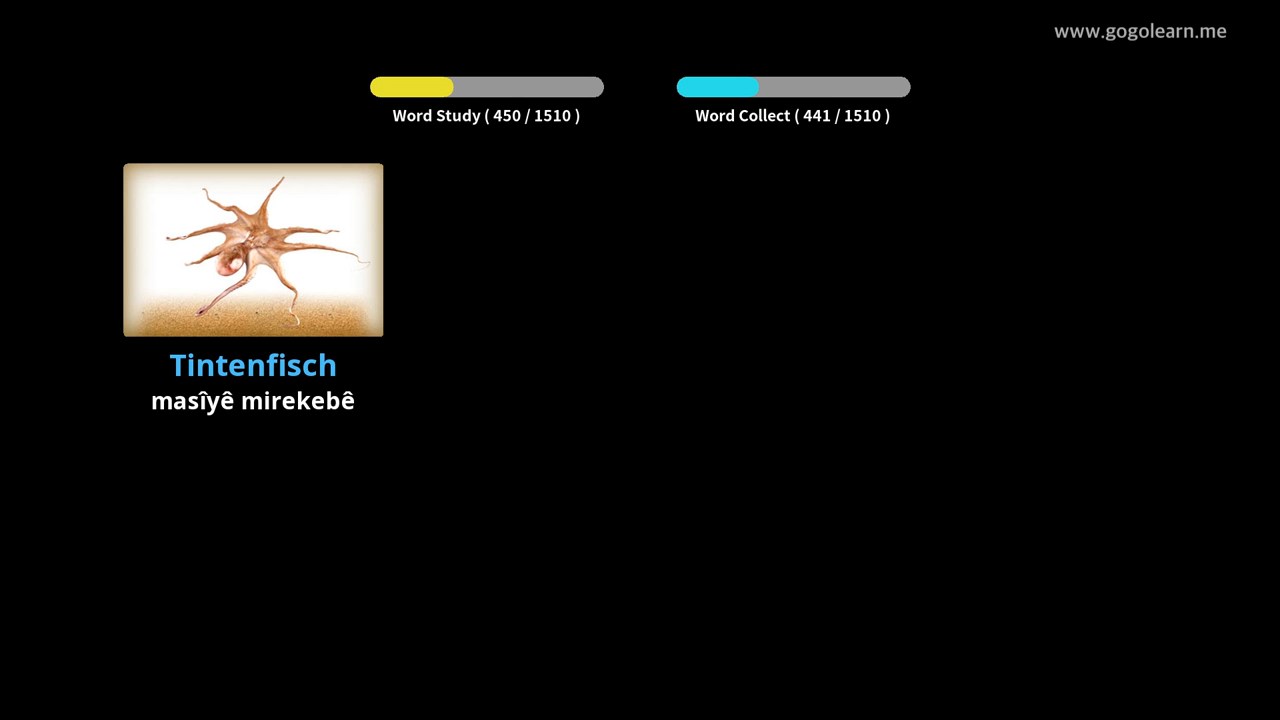 www.gogolearn.me
Word Study ( 450 / 1510 )
Word Collect ( 441 / 1510 )
Tintenfisch
masîyê mirekebê